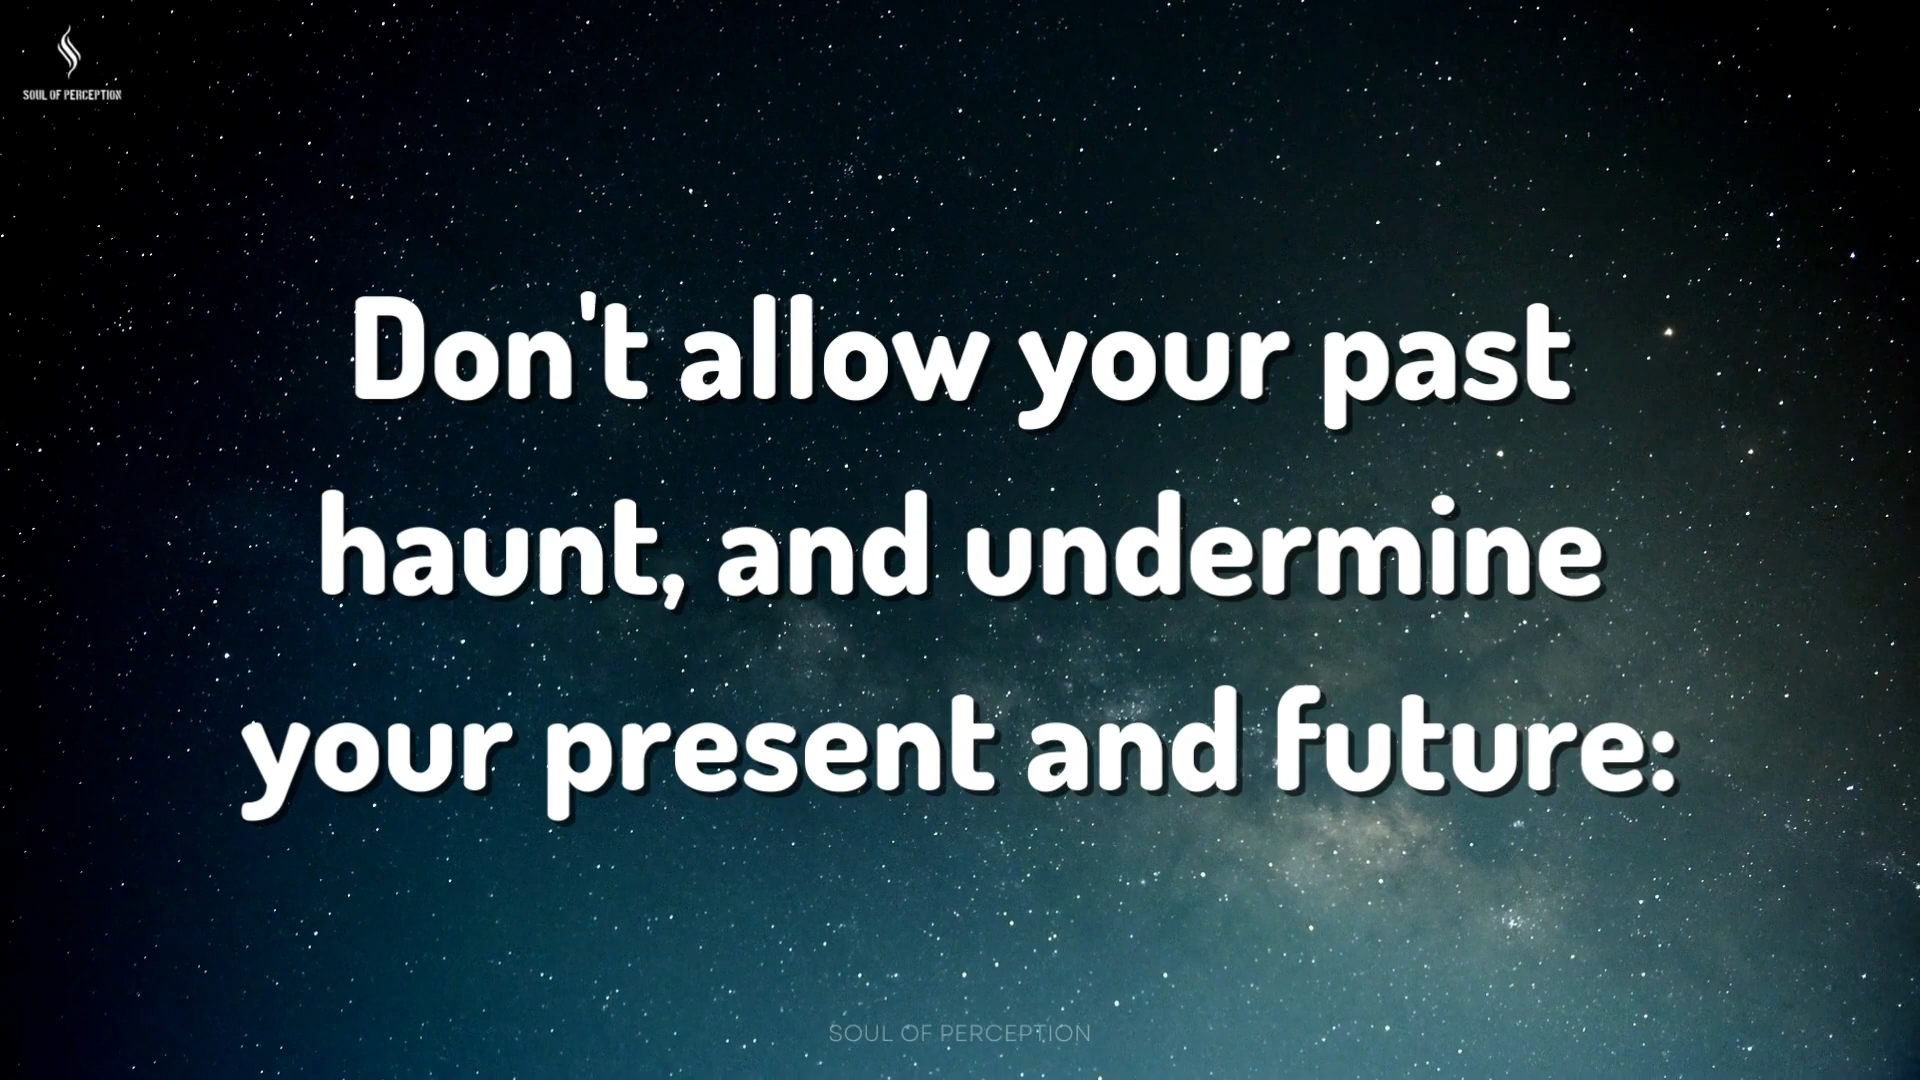 SOUL OF PERCEPTION
Don't allow your past
haunt, and undermine
your present and future:
SOUL OF PERCEPTION